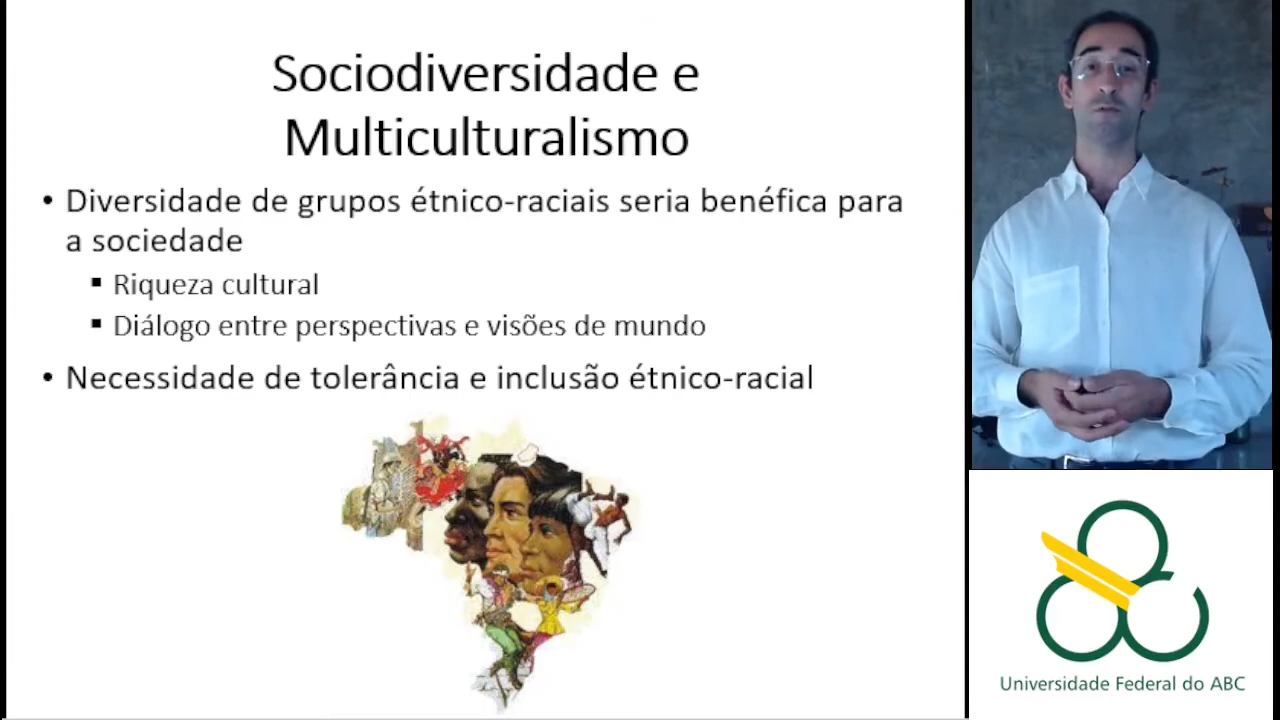 Sociodiversidade e
Multiculturalismo
• Diversidade de grupos étnico-raciais seria benéfica para
a sociedade
▪ Riqueza cultural
▪ Diálogo entre perspectivas e visões de mundo
• Necessidade de tolerância e inclusão étnico-racial
Universidade Federal do ABC